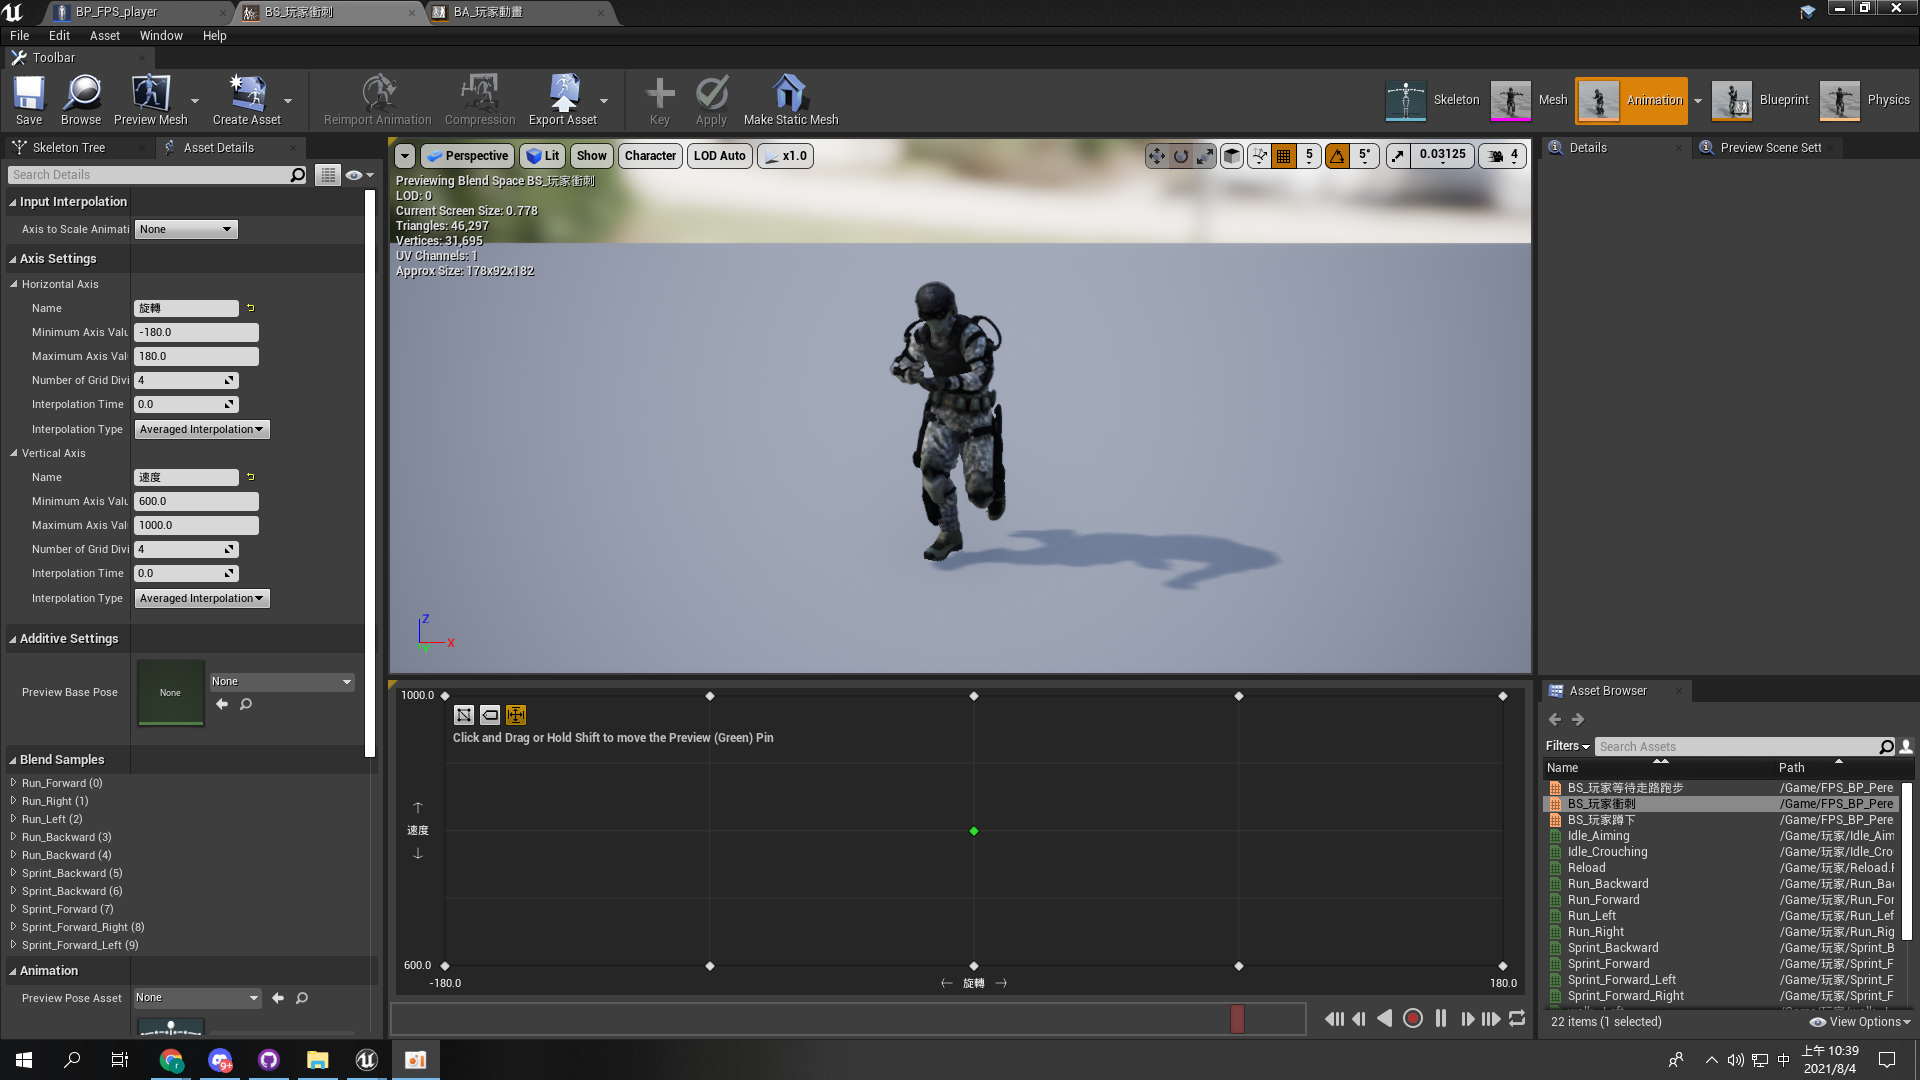 BP_FPS_player
BS_玩家衝刺
BA_玩家動畫
File Edit Asset Window Help
Toolbar
Save
Browse
Preview Mesh
Create Asset
Reimport Animation
Compression
Export Asset
Key
Apply
Make Static Mesh
Skeleton
Mesh
Animation
Blueprint
Physics
Skeleton Tree
Asset Details
Search Details
Input Interpolation
Axis to Scale Animati None
Axis Settings
Horizontal Axis
Name 旋轉
Minimum Axis Valu -180.0
Maximum Axis Val 180.0
Number of Grid Divi 4
Interpolation Time 0.0
Interpolation Type Averaged Interpolation
Vertical Axis
Name 速度
Minimum Axis Valu 600.0
Maximum Axis Val 1000.0
Number of Grid Divi 4
Interpolation Time 0.0
Interpolation Type Averaged Interpolation
Additive Settings
Preview Base Pose None None
Blend Samples
Run_Forward (0)
Run_Right (1)
Run_Left (2)
Run_Backward (3)
Run_Backward (4)
Sprint_Backward (5)
Sprint_Backward (6)
Sprint_Forward (7)
Sprint_Forward_Right (8)
Sprint_Forward_Left (9)
Animation
Preview Pose Asset None
Perspective Lit Show Character LOD Auto x1.0
5 5° 0.03125 4
Previewing Blend Space BS_玩家衝刺
LOD: 0
Current Screen Size: 0.778
Triangles: 46,297
Vertices: 31,695
UV Channels: 1
Approx Size: 178x92x182
Z
X
Y
1000.0
Click and Drag or Hold Shift to move the Preview (Green) Pin
速度
600.0
-180.0 旋轉 180.0
Details
Preview Scene Sett
Asset Browser
Filters Search Assets
Name Path
BS_玩家等待走路跑步 /Game/FPS_BP_Pere
BS_玩家衝刺 /Game/FPS_BP_Pere
BS_玩家蹲下 /Game/FPS_BP_Pere
Idle_Aiming /Game/玩家/Idle_Aim
Idle_Crouching /Game/玩家/Idle_Cro
Reload /Game/玩家/Reload.F
Run_Backward /Game/玩家/Run_Bac
Run_Forward /Game/玩家/Run_For
Run_Left /Game/玩家/Run_Lef
Run_Right /Game/玩家/Run_Rig
Sprint_Backward /Game/玩家/Sprint_B
Sprint_Forward /Game/玩家/Sprint_F
Sprint_Forward_Left /Game/玩家/Sprint_F
Sprint_Forward_Right /Game/玩家/Sprint_F
22 items (1 selected) View Options
r
9+
中
上午 10:39
2021/8/4